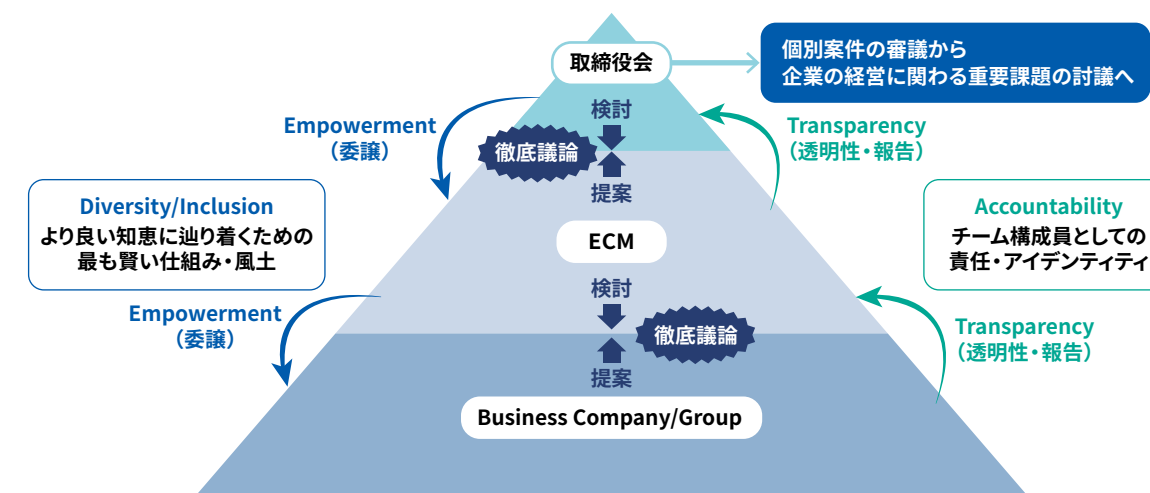 取締役会
個別案件の審議から
企業の経営に関わる重要課題の討議へ
検討
Empowerment
（委譲）
徹底議論
Transparency
（透明性・報告）
提案
Diversity/Inclusion
より良い知恵に辿り着くための
最も賢い仕組み・風土
ECM
Accountability
チーム構成員としての
責任・アイデンティティ
検討
Empowerment
（委譲）
徹底議論
Transparency
（透明性・報告）
提案
Business Company/Group